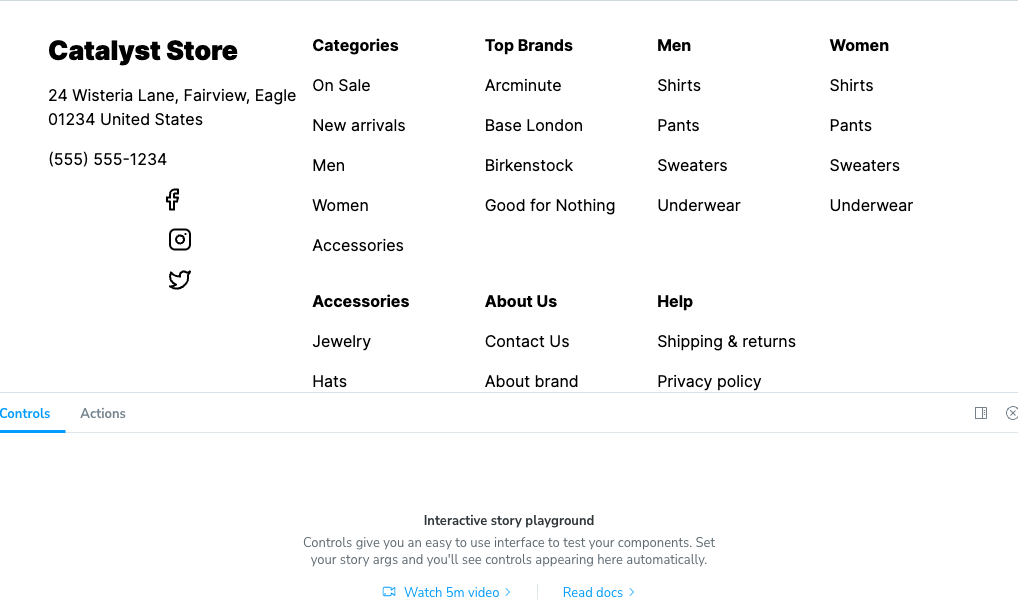 Catalyst Store
24 Wisteria Lane, Fairview, Eagle
01234 United States
(555) 555-1234
Categories
On Sale
New arrivals
Men
Women
Accessories
Top Brands
Arcminute
Base London
Birkenstock
Good for Nothing
Men
Shirts
Pants
Sweaters
Underwear
Women
Shirts
Pants
Sweaters
Underwear
Accessories
Jewelry
Hats
About Us
Contact Us
About brand
Help
Shipping & returns
Privacy policy
Controls
Actions
Interactive story playground
Controls give you an easy to use interface to test your components. Set
your story args and you'll see controls appearing here automatically.
Watch 5m video
Read docs